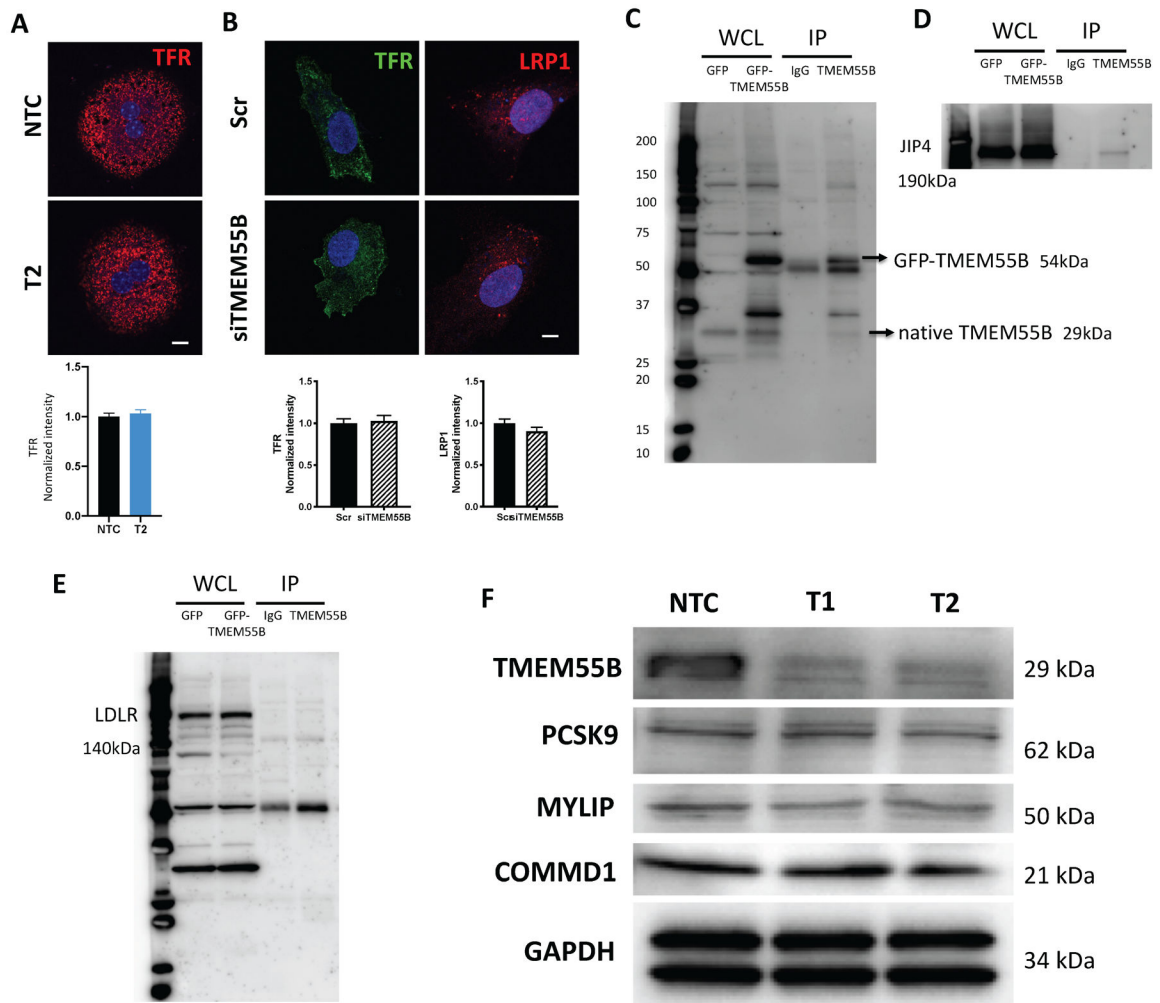 A
TFR
NTC
T2
TFR
Normalized intensity
1.5
1.0
0.5
0.0
NTC T2
B
TFR LRP1
Scr
siTMEM55B
TFR
Normalized intensity
1.5
1.0
0.5
0.0
Scr siTMEM55B
LRP1
Normalized intensity
1.5
1.0
0.5
0.0
Scr siTMEM55B
C
WCL IP
GFP GFP- IgG TMEM55B
TMEM55B
200
150
100
75
50
37
25
20
15
10
GFP-TMEM55B 54kDa
native TMEM55B 29kDa
D
WCL IP
GFP GFP- IgG TMEM55B
TMEM55B
JIP4
190kDa
E
WCL IP
GFP GFP- IgG TMEM55B
TMEM55B
LDLR
140kDa
F
NTC T1 T2
TMEM55B 29 kDa
PCSK9 62 kDa
MYLIP 50 kDa
COMMD1 21 kDa
GAPDH 34 kDa